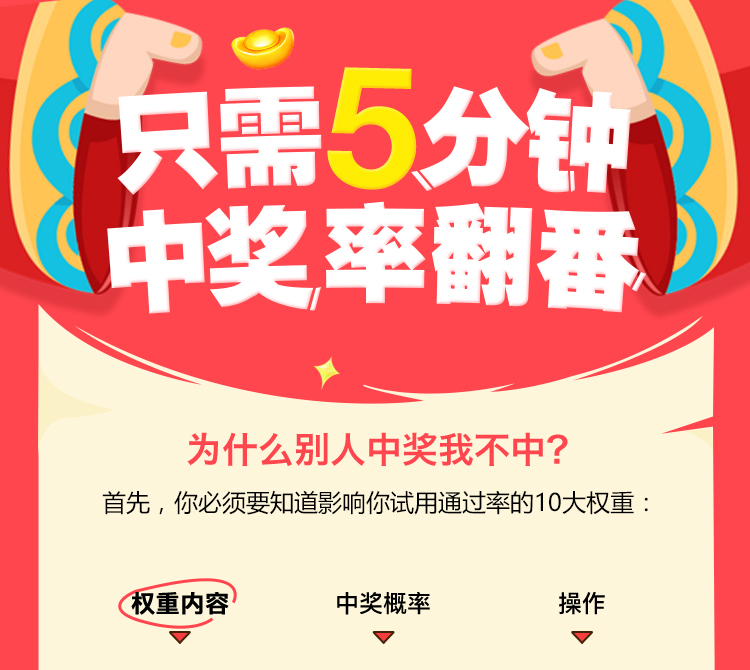 只需5分钟
中奖率翻番
为什么别人中奖我不中?
首先，你必须要知道影响你试用通过率的10大权重：
权重内容 中奖概率 操作